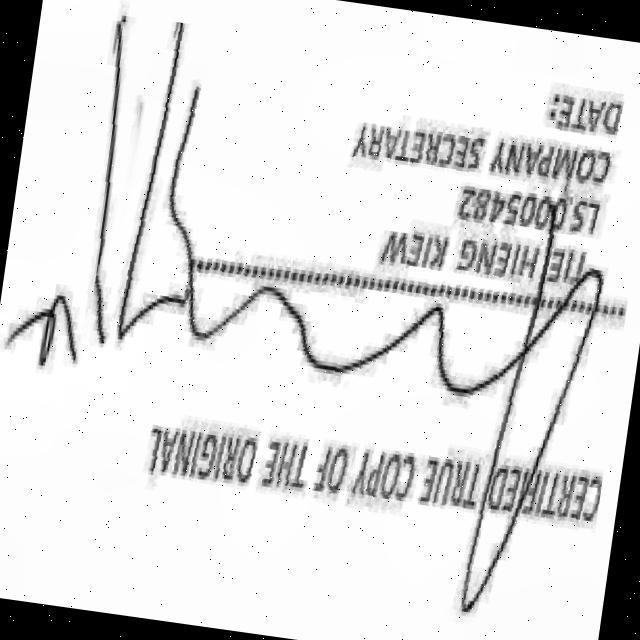 CERTIFIED TRUE COPY OF THE ORIGINAL
TIE HIENG KIEW
LS.0005482
COMPANY SECRETARY
DATE: